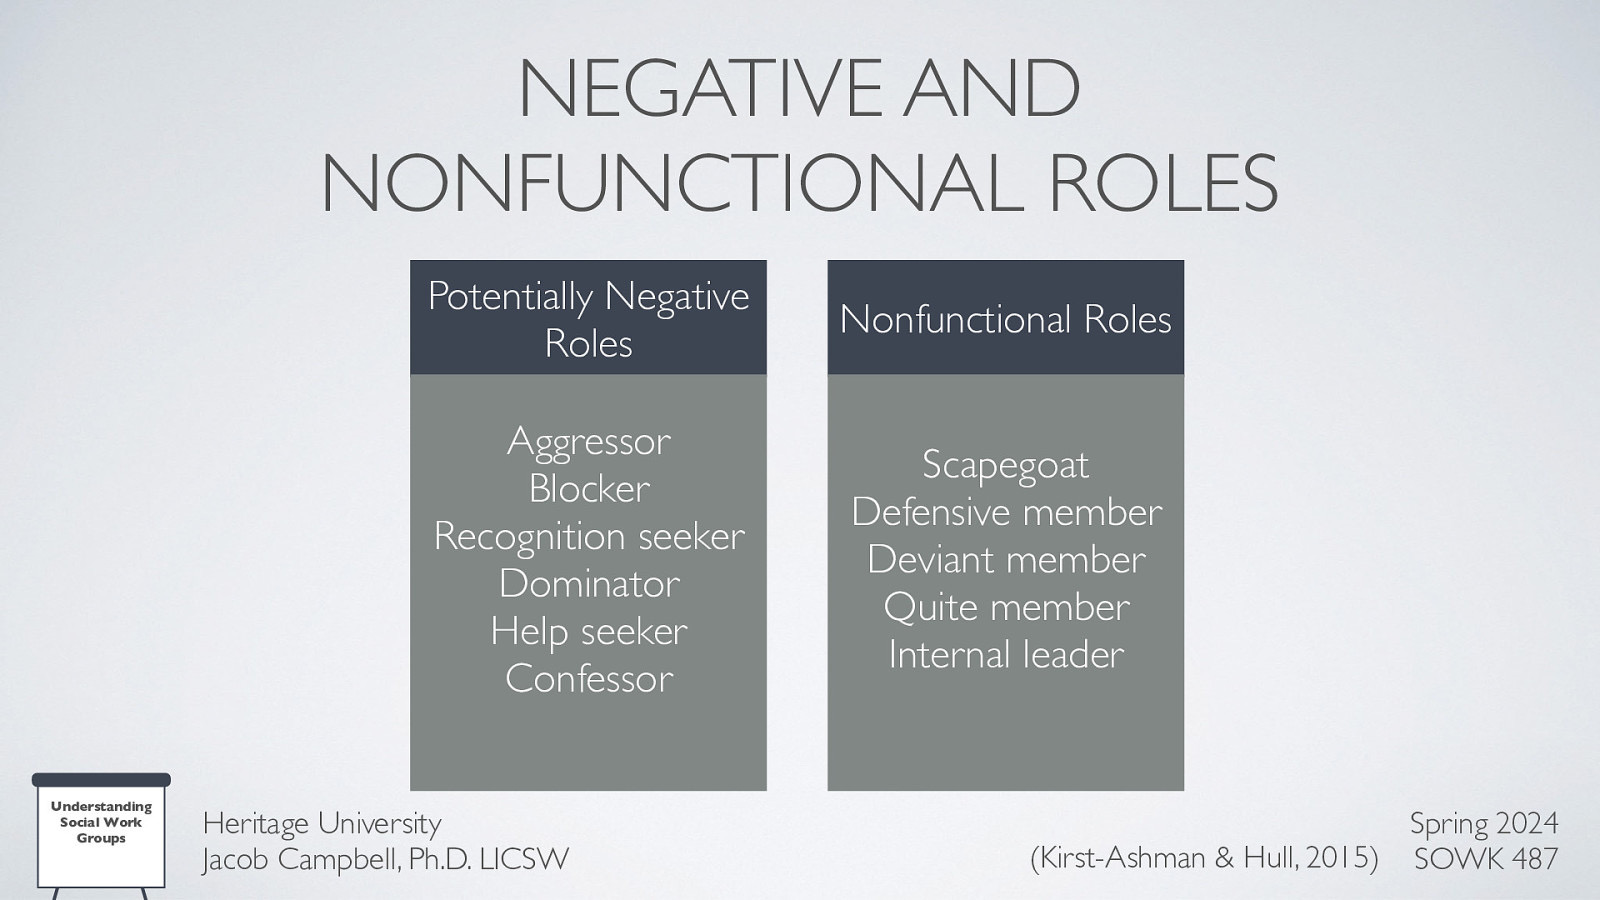 NEGATIVE AND
NONFUNCTIONAL ROLES
Potentially Negative
Roles
Aggressor
Blocker
Recognition seeker
Dominator
Help seeker
Confessor
Nonfunctional Roles
Scapegoat
Defensive member
Deviant member
Quite member
Internal leader
Understanding
Social Work
Groups
Heritage University
Jacob Campbell, Ph.D. LICSW
(Kirst-Ashman & Hull, 2015)
Spring 2024
SOWK 487